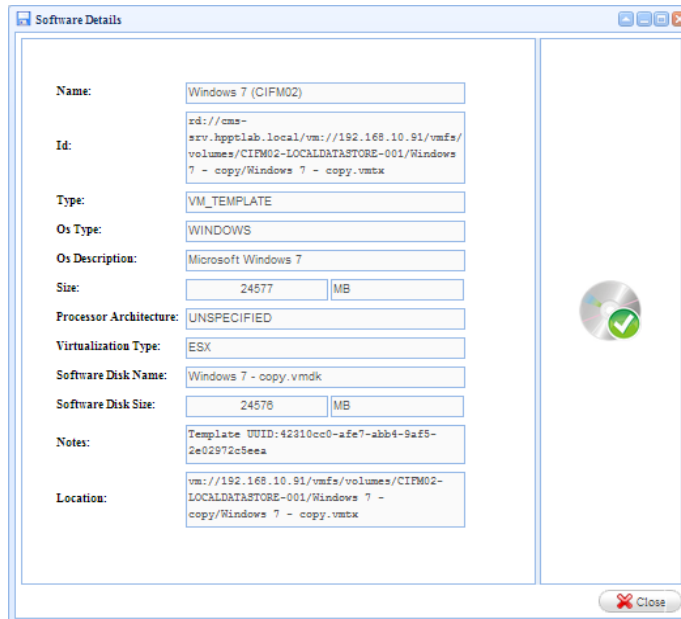 Software Details
Name:
Windows 7 (CIFM02)
Id:
rd://cms-
srv.hpptlab.local/vm://192.168.10.91/vmfs/
volumes/CIFM02-LOCALDATASTORE-001/Windows
7 - copy/Windows 7 - copy.vmtx
Type:
VM_TEMPLATE
Os Type:
WINDOWS
Os Description:
Microsoft Windows 7
Size:
24577 MB
Processor Architecture:
UNSPECIFIED
Virtualization Type:
ESX
Software Disk Name:
Windows 7 - copy.vmdk
Software Disk Size:
24576 MB
Notes:
Template UUID:42310cc0-afe7-abb4-9af5-
2e02972c5eea
Location:
vm://192.168.10.91/vmfs/volumes/CIFM02-
LOCALDATASTORE-001/Windows 7 -
copy/Windows 7 - copy.vmtx
Close